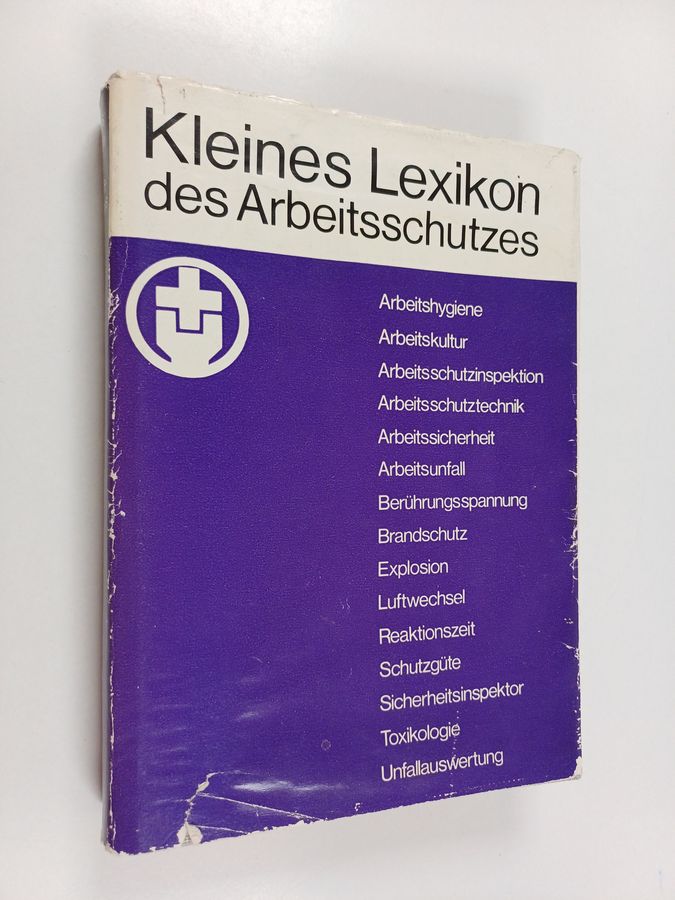 Kleines Lexikon
des Arbeitsschutzes
Arbeitshygiene
Arbeitskultur
Arbeitsschutzinspektion
Arbeitsschutztechnik
Arbeitssicherheit
Arbeitsunfall
Berührungsspannung
Brandschutz
Explosion
Luftwechsel
Reaktionszeit
Schutzgüte
Sicherheitsinspektor
Toxikologie
Unfallauswertung